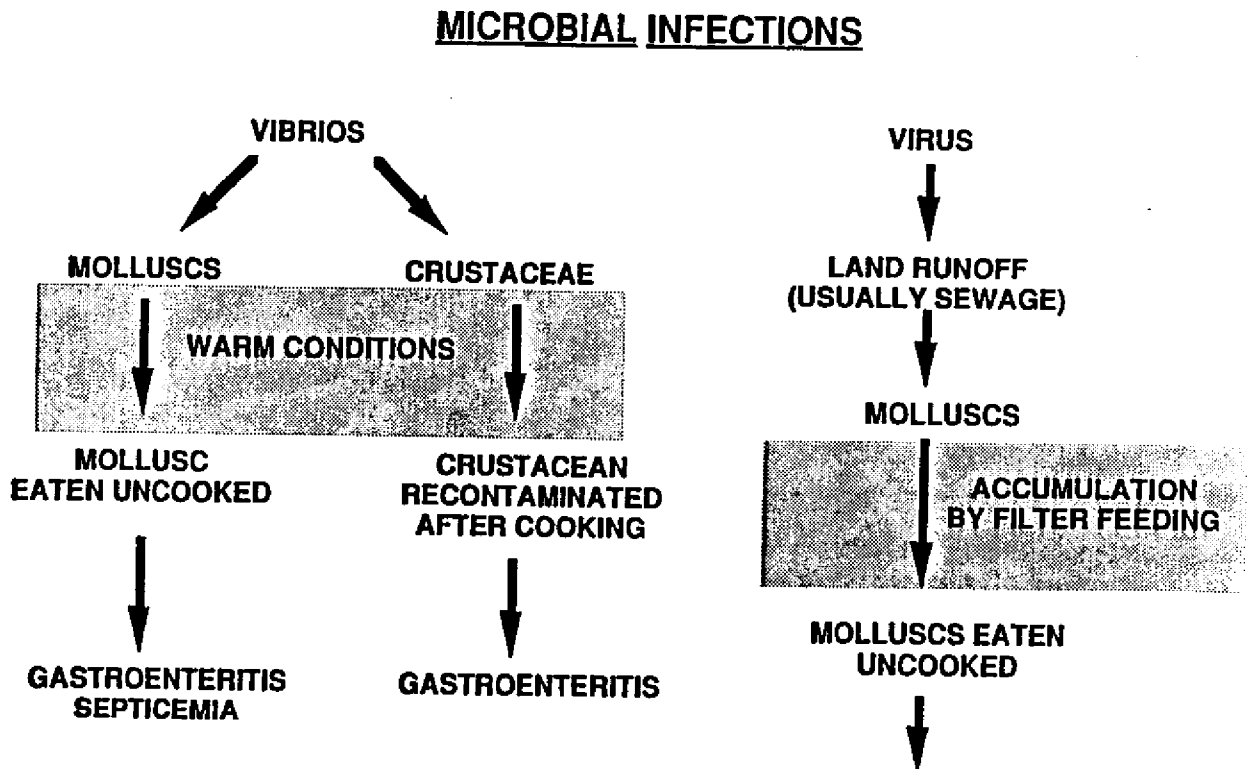 MICROBIAL INFECTIONS
VIBRIOS
MOLLUSCS
CRUSTACEAE
WARM CONDITIONS
MOLLUSC
EATEN UNCOOKED
CRUSTACEAN
RECONTAMINATED
AFTER COOKING
GASTROENTERITIS
SEPTICEMIA
GASTROENTERITIS
VIRUS
LAND RUNOFF
(USUALLY SEWAGE)
MOLLUSCS
ACCUMULATION
BY FILTER FEEDING
MOLLUSCS EATEN
UNCOOKED